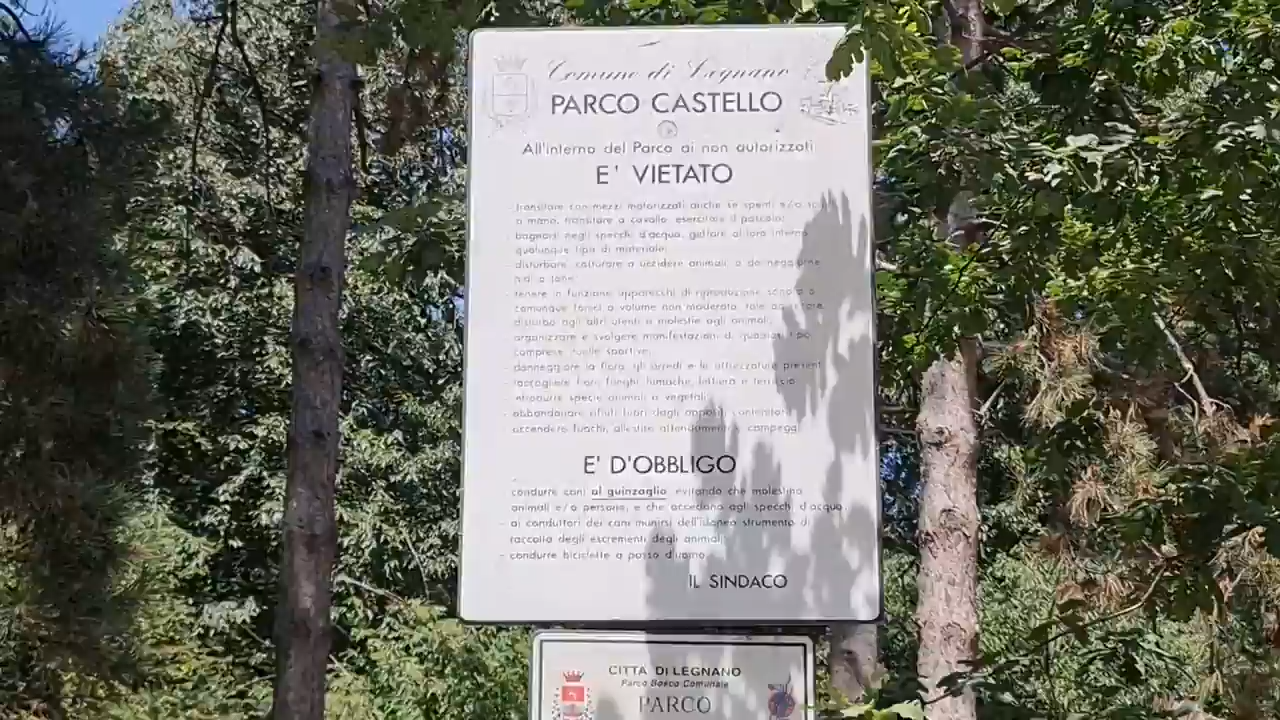 Comune di Legnano
PARCO CASTELLO
All'interno del Parco ai non autorizzati
E' VIETATO
- transitare con mezzi motorizzati anche se spenti e/o
a mano, transitare a cavallo, esercitare il pascolo;
- bagnarsi negli specchi d'acqua, gettare al loro interno
qualunque tipo di materiale;
- disturbare, catturare o uccidere animali, o danneggiarne
nidi o tane;
- tenere in funzione apparecchi di riproduzione sonora o
comunque fonici a volume non moderato, tale da
disturbo agli altri utenti o molestie agli animali;
- organizzare e svolgere manifestazioni di qualsiasi tipo
comprese quelle sportive;
- danneggiare la flora, gli arredi e le attrezzature presenti
- raccogliere fiori, funghi, lumache, lettiera e terriccio
- specie animali o vegetali;
- abbandonare rifiuti fuori dagli appositi contenitori
- accendere fuochi, allestire attendamenti e campeggi
E' D'OBBLIGO
- condurre cani al guinzaglio evitando che molestino
animali e/o persone, e che accedano agli specchi d'acqua
- ai conduttori dei cani munirsi dell'idoneo strumento di
raccolta degli escrementi degli animali;
- condurre biciclette a passo d'uomo.
IL SINDACO
CITTÀ DI LEGNANO
Parco Bosco Comunale
PARCO